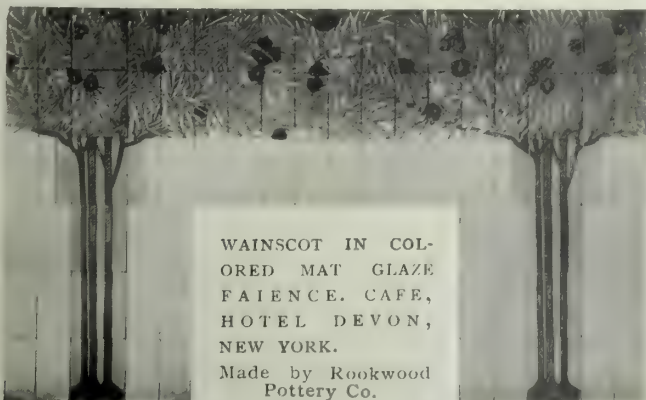 WAINSCOT IN COL-
ORED MAT GLAZE
FAIENCE. CAFE,
HOTEL DEVON,
NEW YORK.
Made by Rookwood
Pottery Co.